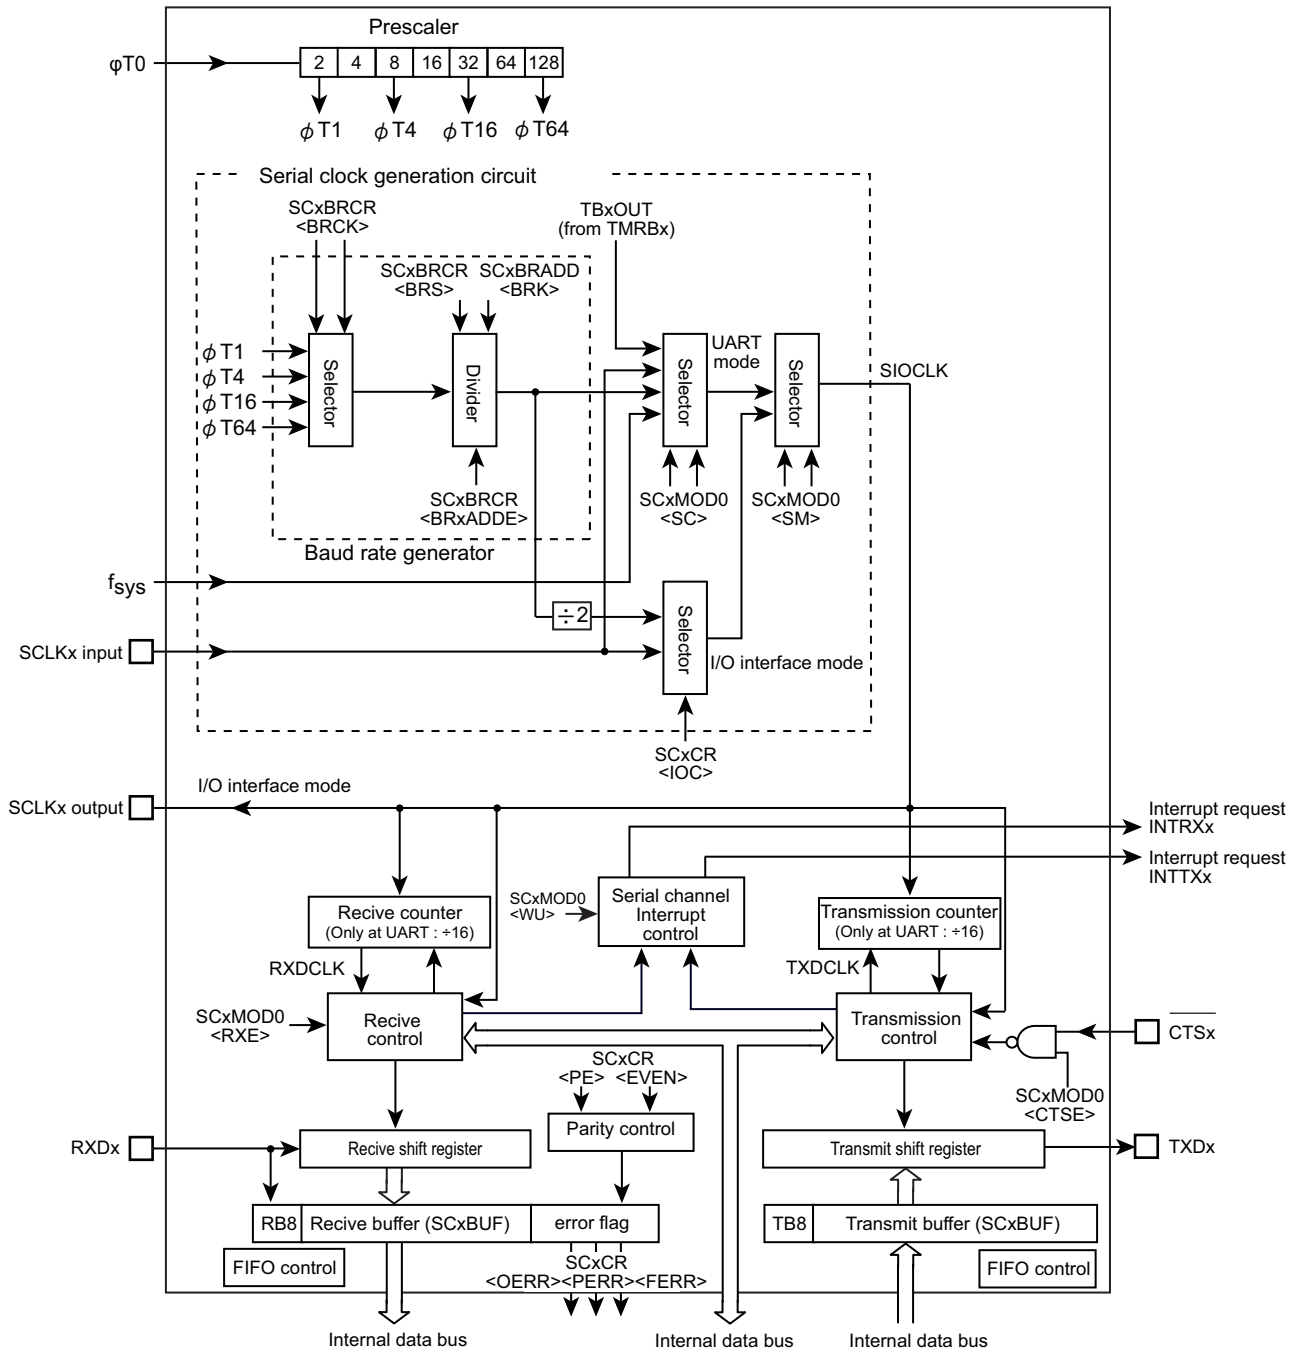 Prescaler
φT0
2 4 8 16 32 64 128
ϕT1 ϕT4 ϕT16 ϕT64
Serial clock generation circuit
SCxBRCR
<BRCK>
TBxOUT
(from TMRBx)
SCxBRCR
<BRS>
SCxBRADD
<BRK>
ϕT1
ϕT4
ϕT16
ϕT64
Selector
Divider
Selector
UART
mode
Selector
SIOCLK
SCxBRCR
<BRxADDE>
SCxMOD0
<SC>
SCxMOD0
<SM>
Baud rate generator
fsys
÷2
Selector
SCLKx input
I/O interface mode
SCxCR
<IOC>
I/O interface mode
SCLKx output
Interrupt request
INTRXx
Interrupt request
INTTXx
SCxMOD0
<WU>
Serial channel
Interrupt
control
Recive counter
(Only at UART : ÷16)
Transmission counter
(Only at UART : ÷16)
RXDCLK
TXDCLK
SCxMOD0
<RXE>
Recive
control
Transmission
control
CTSx
SCxMOD0
<CTSE>
SCxCR
<PE> <EVEN>
Parity control
RXDx
Recive shift register
Transmit shift register
TXDx
RB8 Recive buffer (SCxBUF) error flag
TB8 Transmit buffer (SCxBUF)
FIFO control
SCxCR
<OERR><PERR><FERR>
FIFO control
Internal data bus
Internal data bus
Internal data bus